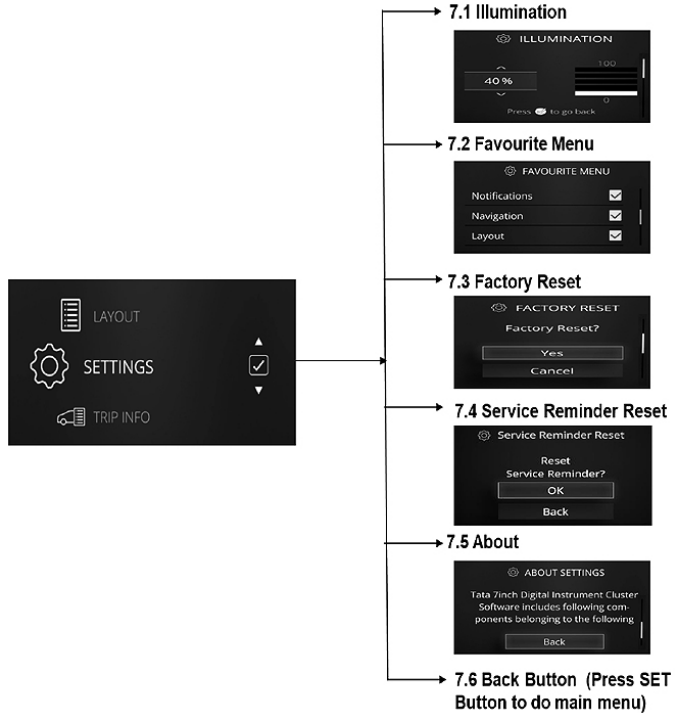 LAYOUT
SETTINGS
TRIP INFO
7.1 Illumination
ILLUMINATION
100
40 %
0
Press to go back
7.2 Favourite Menu
FAVOURITE MENU
Notifications
Navigation
Layout
7.3 Factory Reset
FACTORY RESET
Factory Reset?
Yes
Cancel
7.4 Service Reminder Reset
Service Reminder Reset
Reset
Service Reminder?
OK
Back
7.5 About
ABOUT SETTINGS
Tata 7inch Digital Instrument Cluster
Software includes following com-
ponents belonging to the following
Back
7.6 Back Button (Press SET
Button to do main menu)